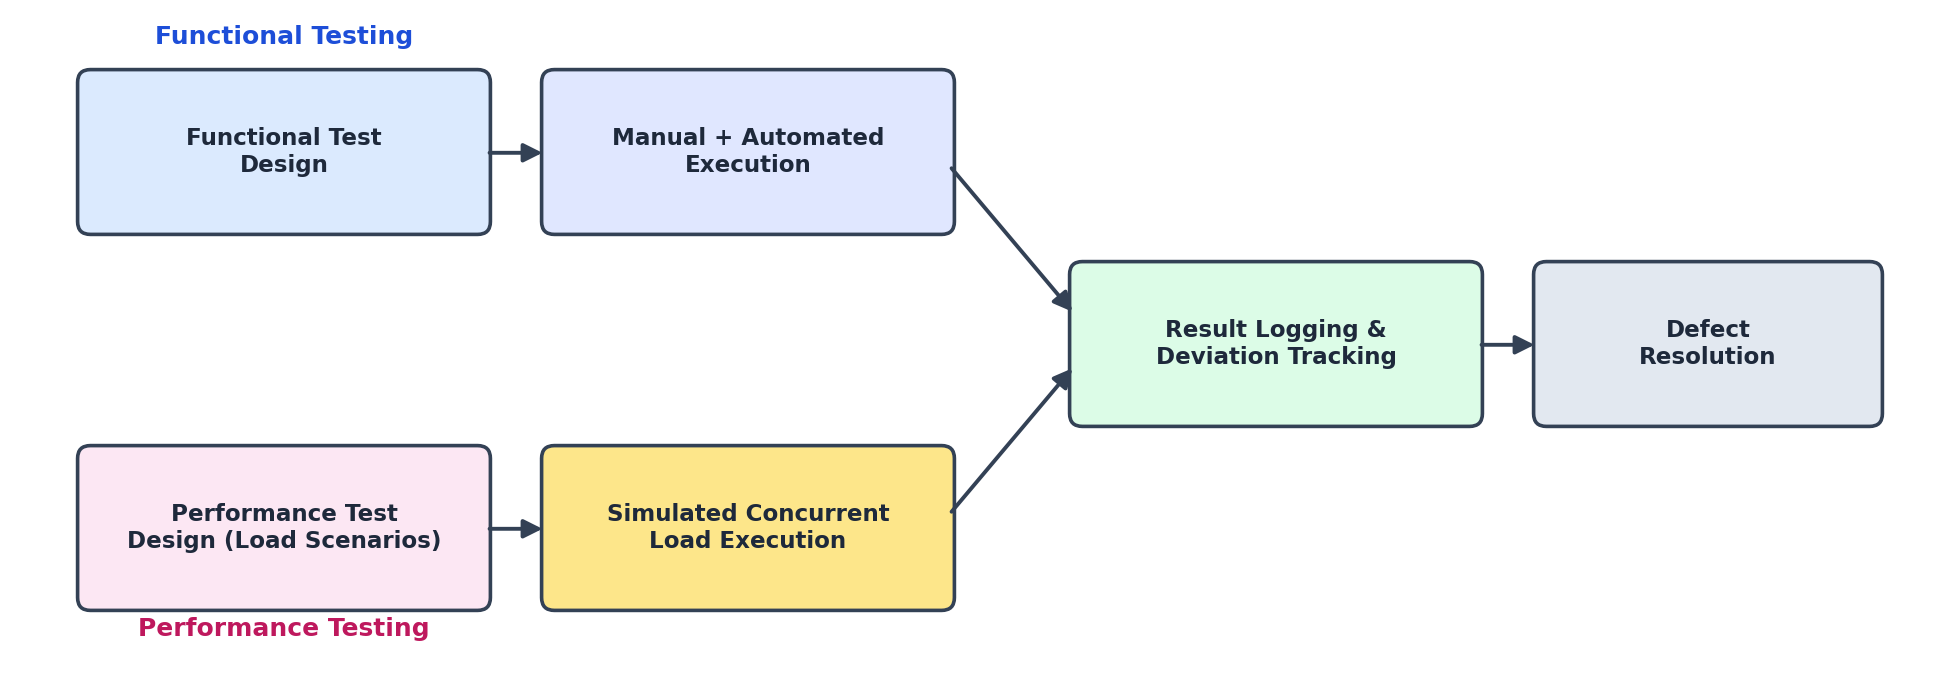 Functional Testing
Functional Test
Design
Manual + Automated
Execution
Result Logging &
Deviation Tracking
Defect
Resolution
Performance Test
Design (Load Scenarios)
Simulated Concurrent
Load Execution
Performance Testing